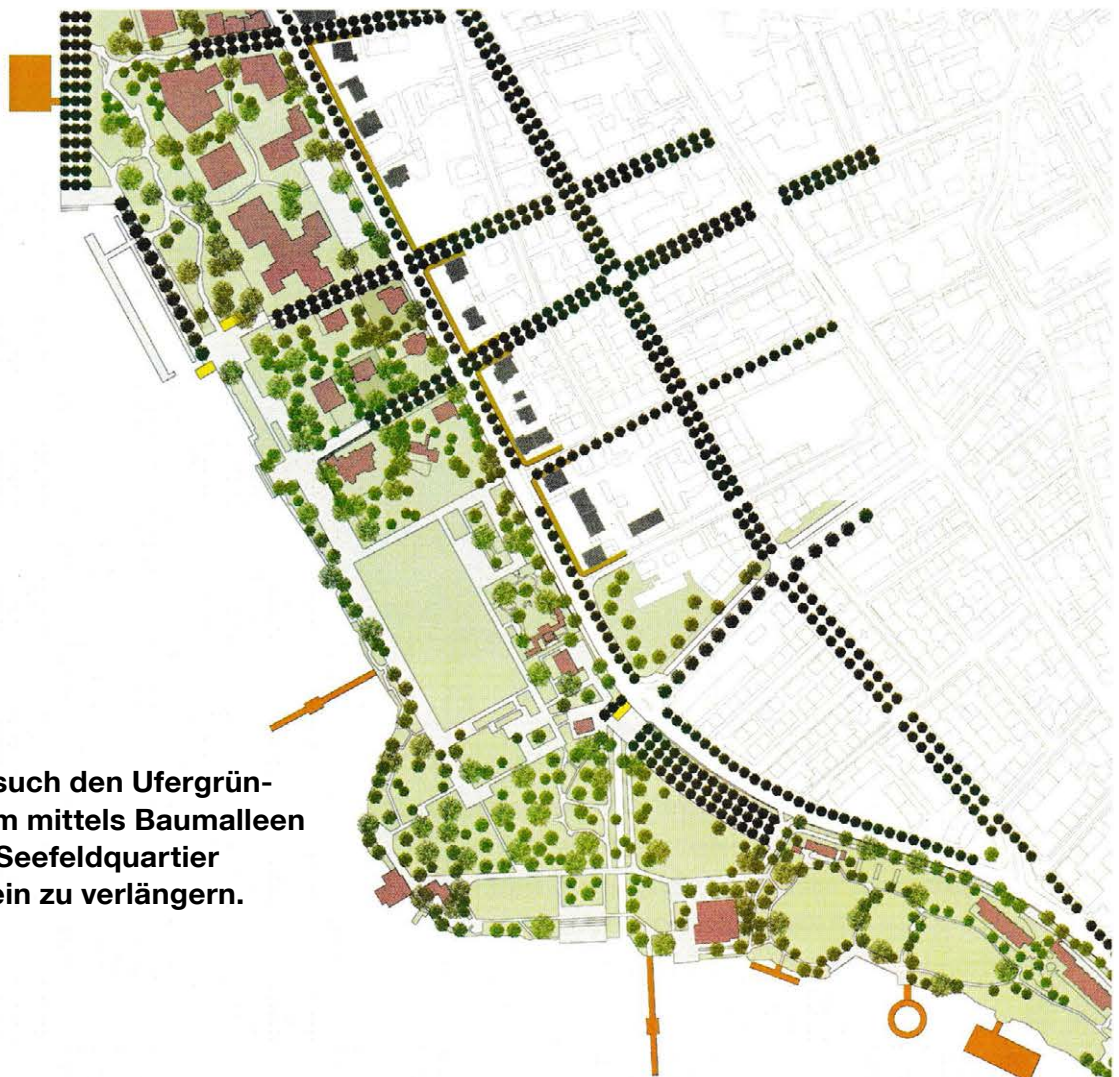 such den Ufergrün-
m mittels Baumalleen
Seefeldquartier
ein zu verlängern.